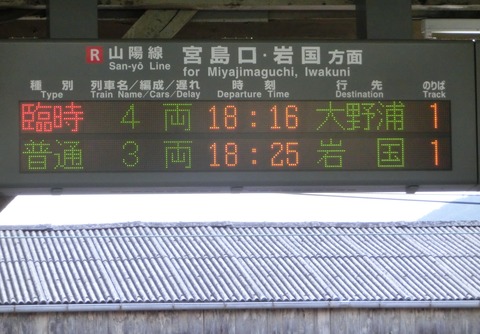 R 山陽線 宮島口・岩国 方面
San-yó Line for Miyajimaguchi, Iwakuni
種別 列車名/編成/遅れ 時刻 行先 のりば
Type Train Name/Cars/Delay Departure Time Destination Track
臨時 4両 18:16 大野浦 1
普通 3両 18:25 岩国 1